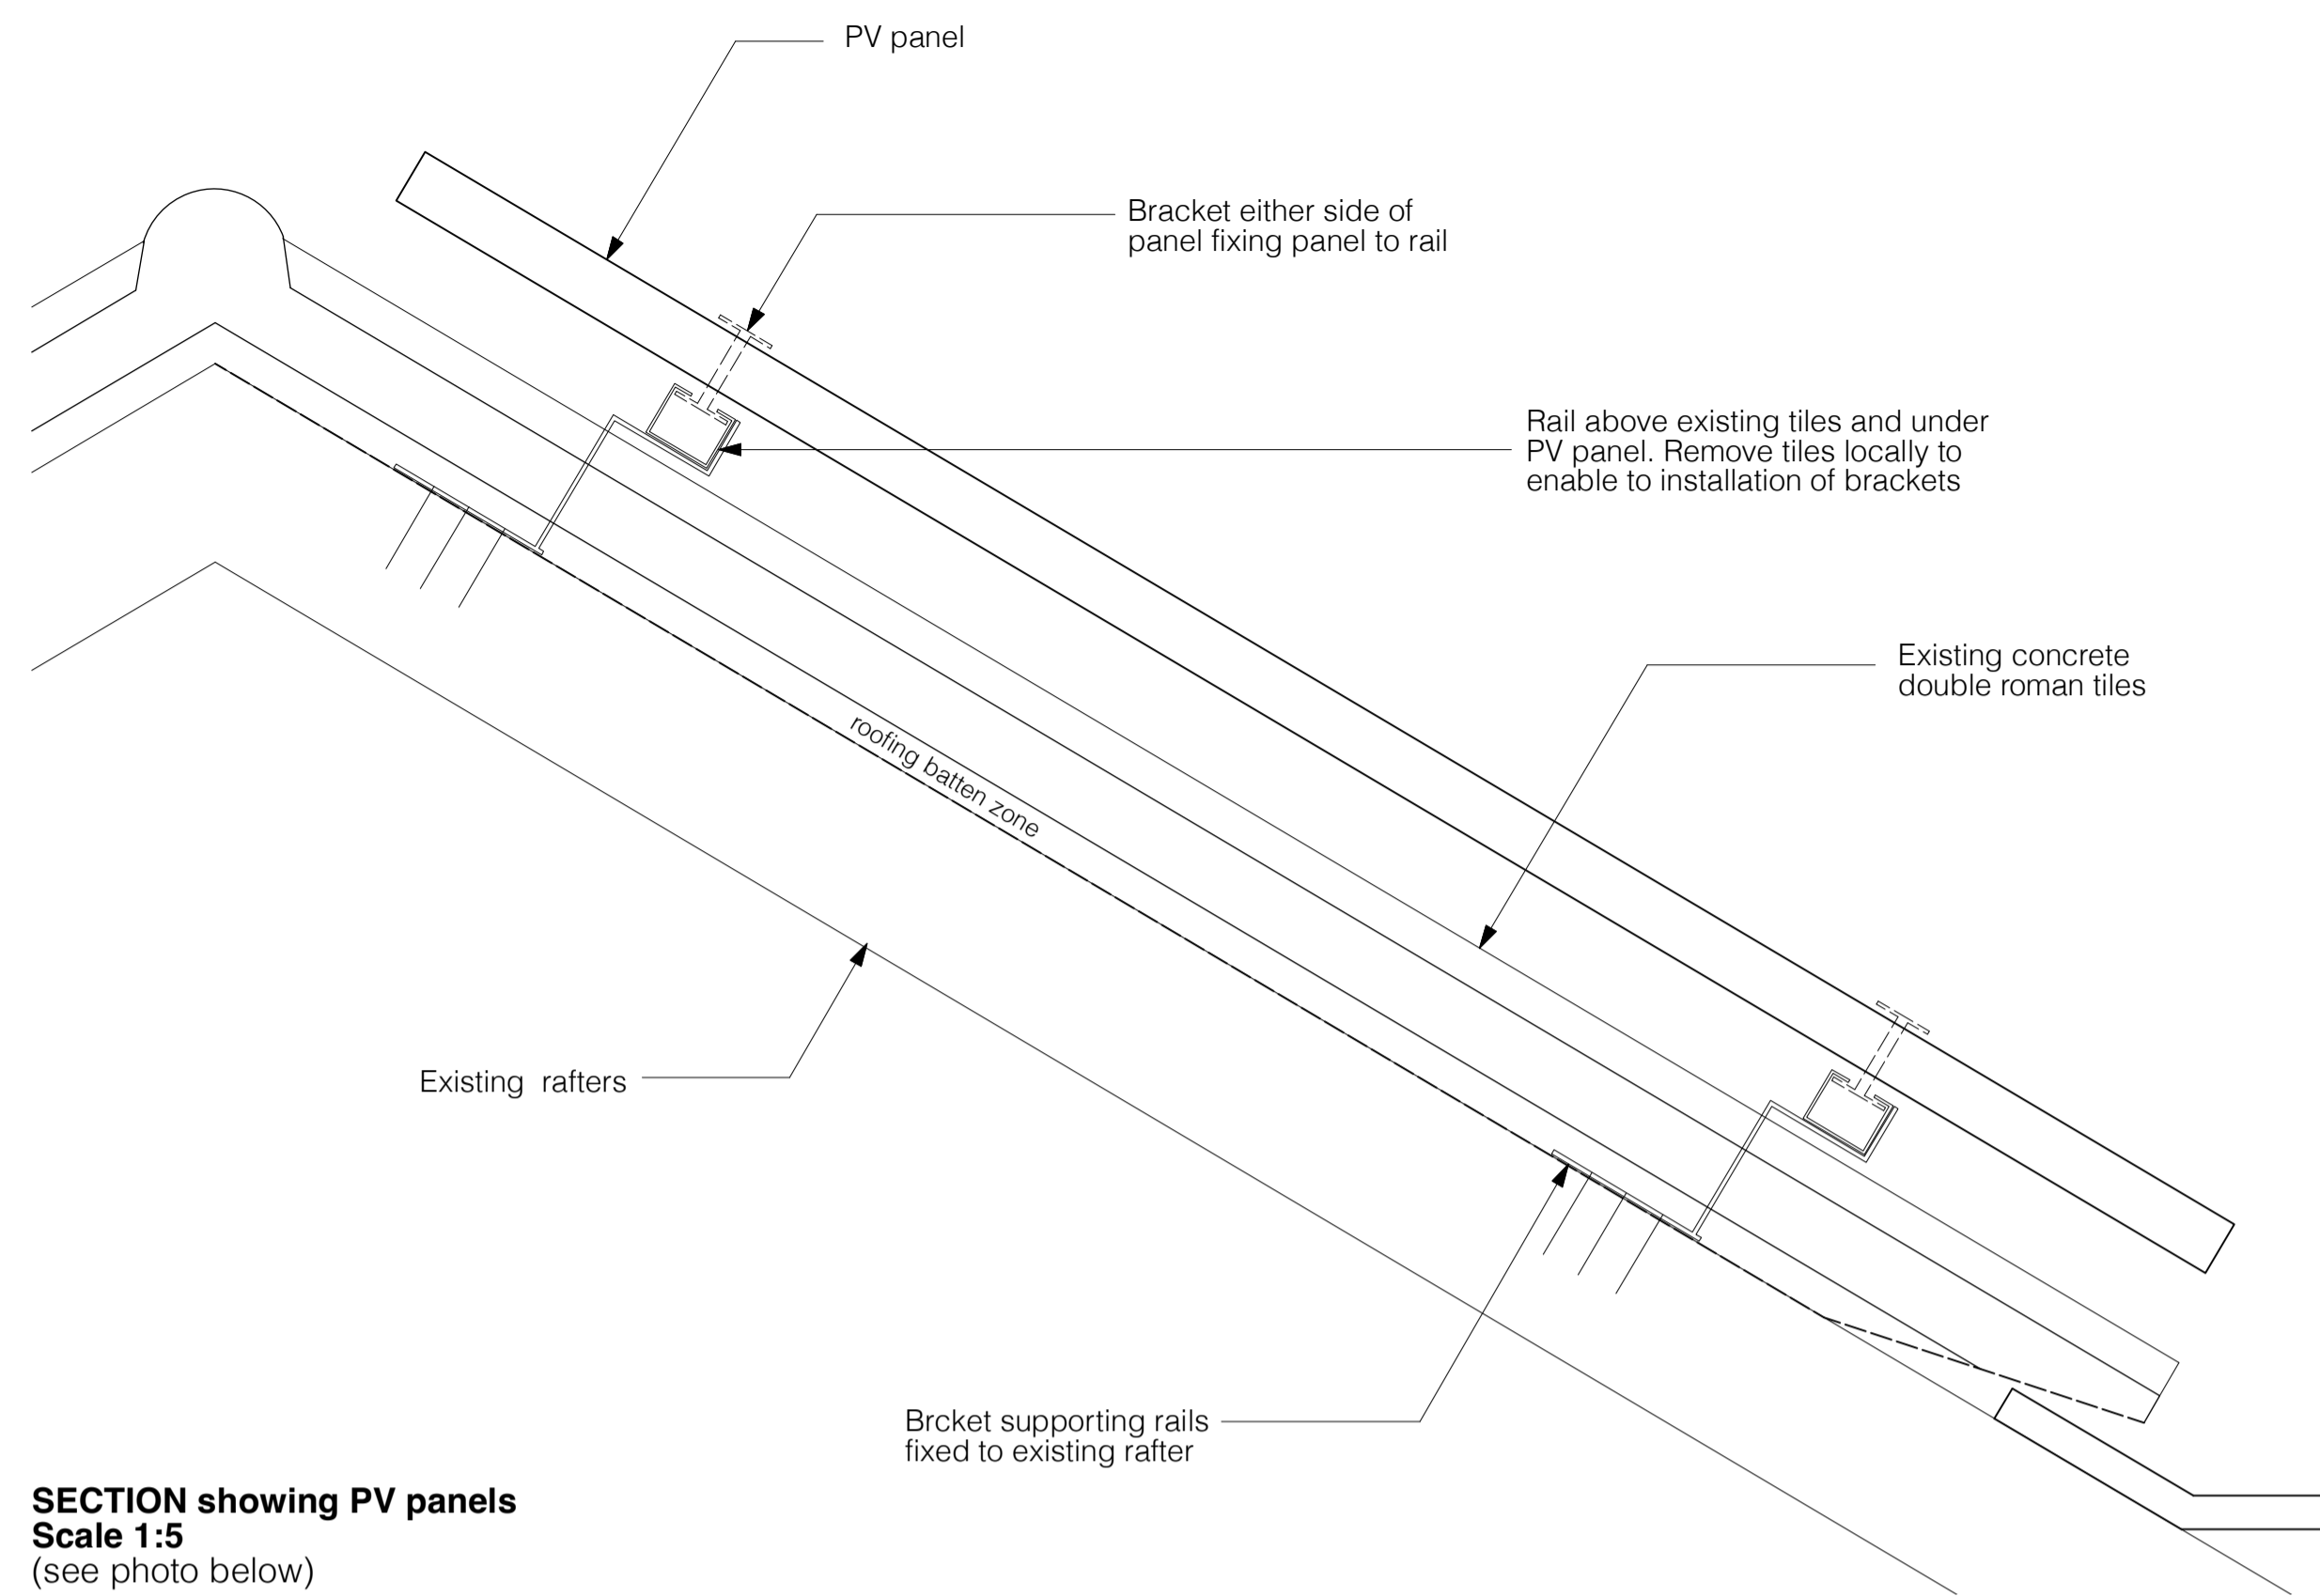 PV panel
Bracket either side of
panel fixing panel to rail
Rail above existing tiles and under
PV panel. Remove tiles locally to
enable to installation of brackets
Existing concrete
double roman tiles
roofing batten zone
Existing rafters
Brcket supporting rails
fixed to existing rafter
SECTION showing PV panels
Scale 1:5
(see photo below)